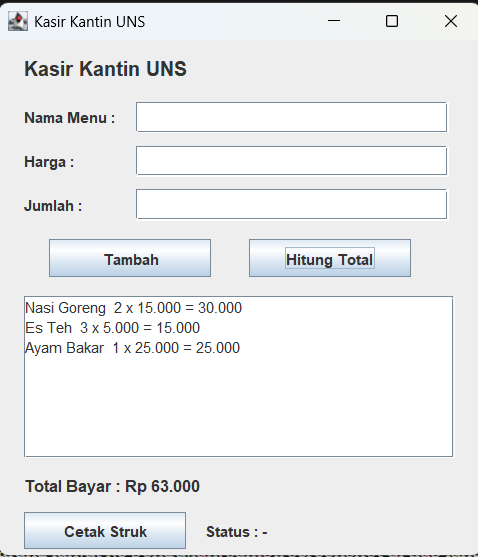 Kasir Kantin UNS
Kasir Kantin UNS
Nama Menu :
Harga :
Jumlah :
Tambah Hitung Total
Nasi Goreng 2 x 15.000 = 30.000
Es Teh 3 x 5.000 = 15.000
Ayam Bakar 1 x 25.000 = 25.000
Total Bayar : Rp 63.000
Cetak Struk Status : -